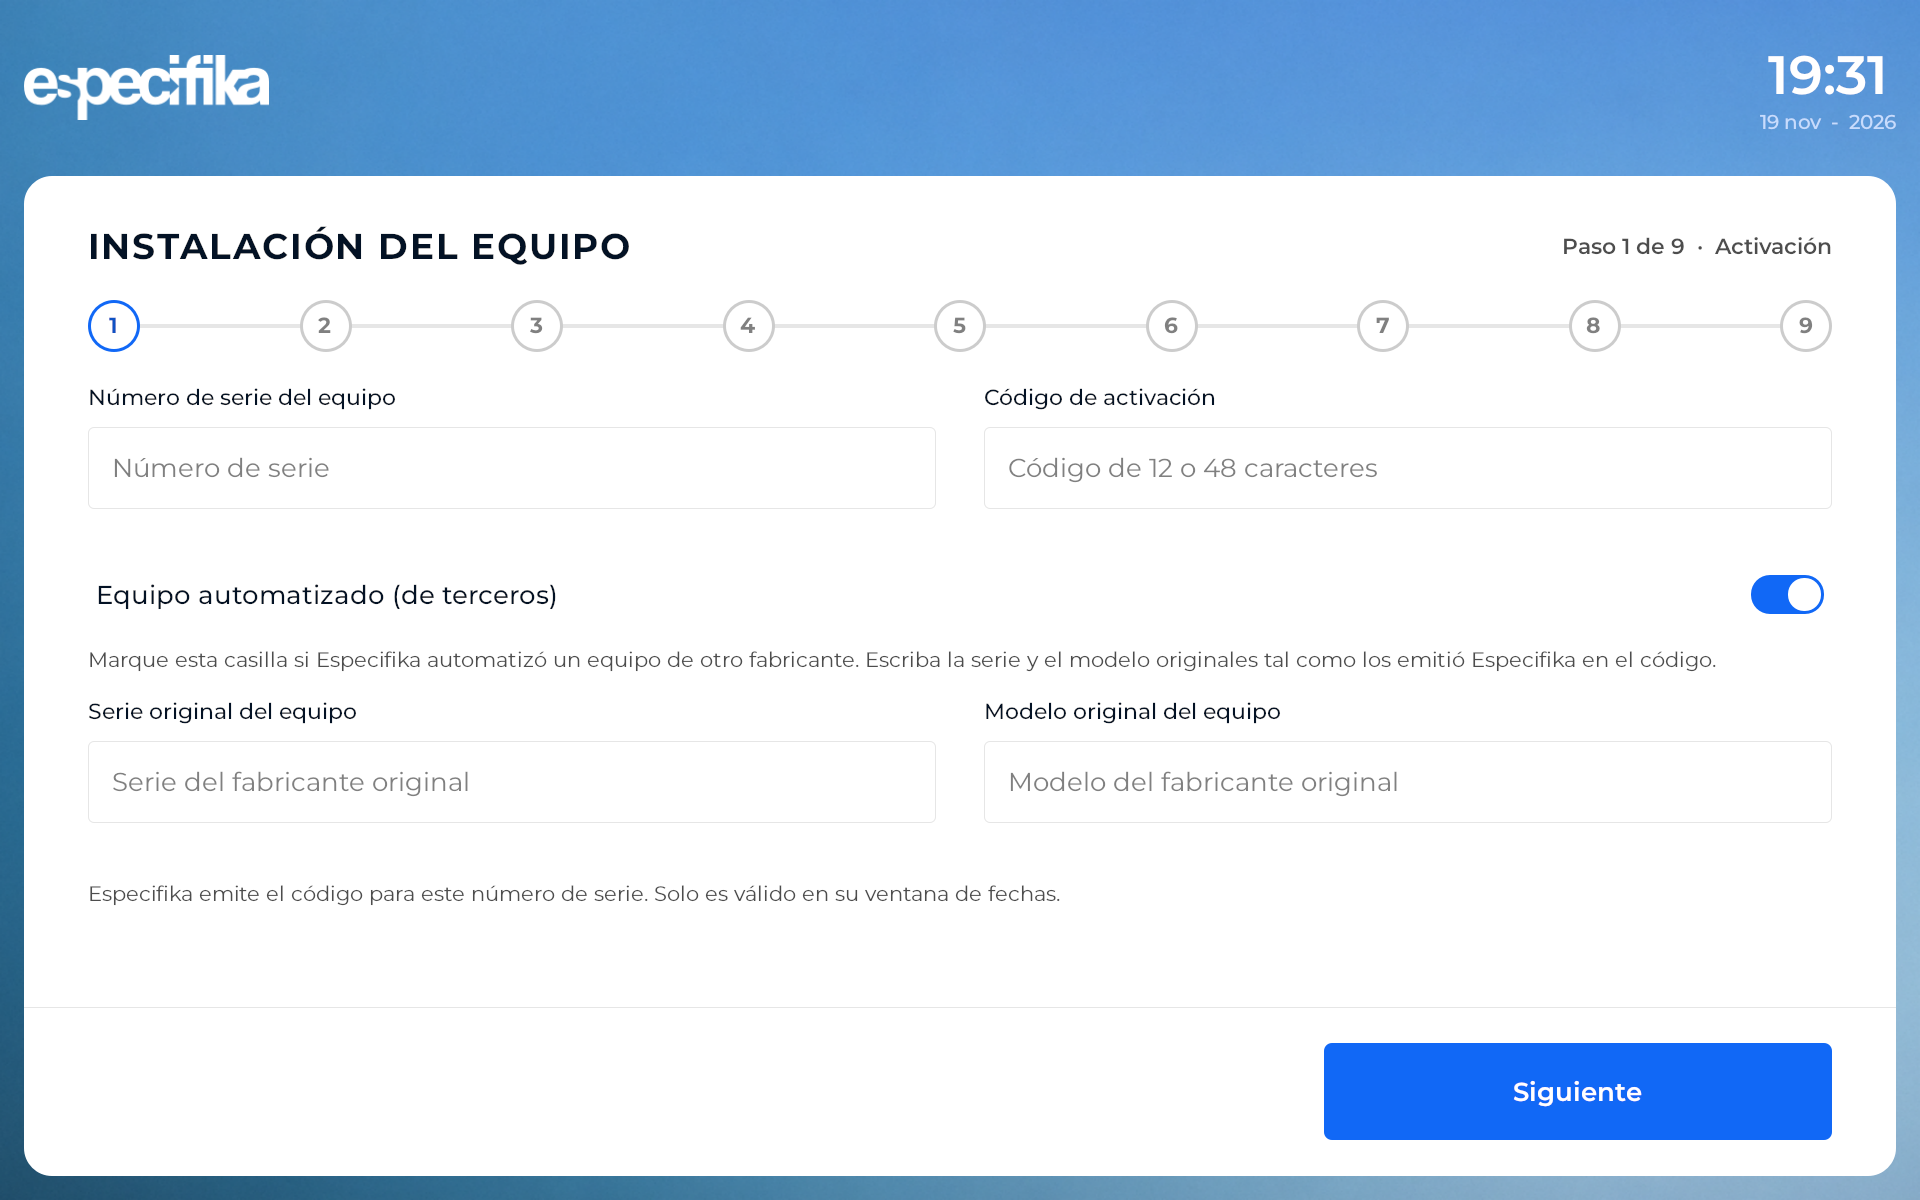 especifika
19:31
19 nov - 2026
INSTALACIÓN DEL EQUIPO
Paso 1 de 9 · Activación
1 2 3 4 5 6 7 8 9
Número de serie del equipo
Código de activación
Número de serie
Código de 12 o 48 caracteres
Equipo automatizado (de terceros)
Marque esta casilla si Especifika automatizó un equipo de otro fabricante. Escriba la serie y el modelo originales tal como los emitió Especifika en el código.
Serie original del equipo
Modelo original del equipo
Serie del fabricante original
Modelo del fabricante original
Especifika emite el código para este número de serie. Solo es válido en su ventana de fechas.
Siguiente